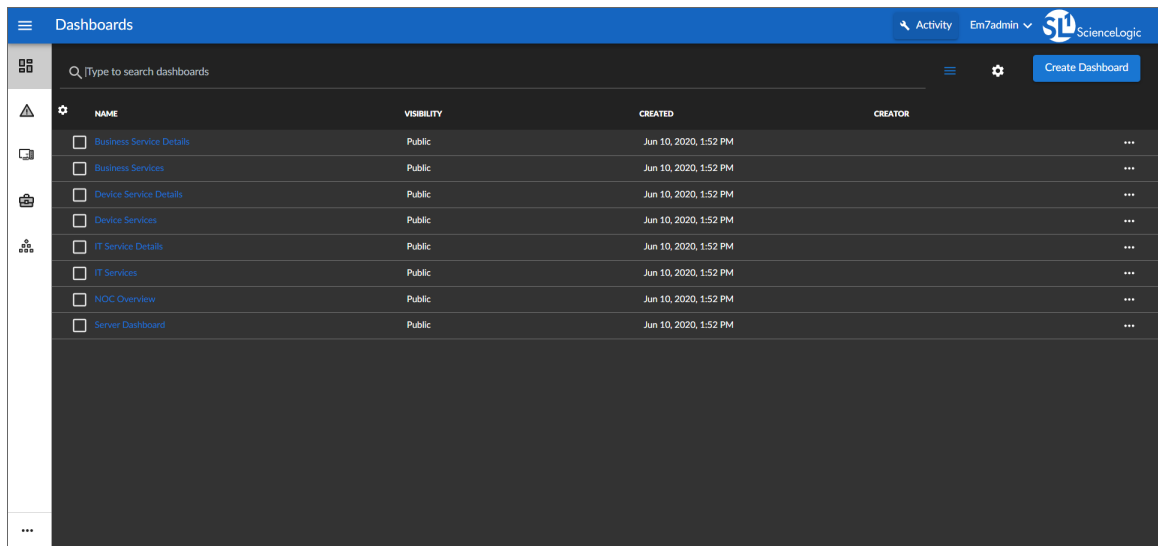 Dashboards
Activity Em7admin SL1 ScienceLogic
Type to search dashboards
Create Dashboard
NAME VISIBILITY CREATED CREATOR
Business Service Details Public Jun 10, 2020, 1:52 PM
Business Services Public Jun 10, 2020, 1:52 PM
Device Service Details Public Jun 10, 2020, 1:52 PM
Device Services Public Jun 10, 2020, 1:52 PM
IT Service Details Public Jun 10, 2020, 1:52 PM
IT Services Public Jun 10, 2020, 1:52 PM
NOC Overview Public Jun 10, 2020, 1:52 PM
Server Dashboard Public Jun 10, 2020, 1:52 PM